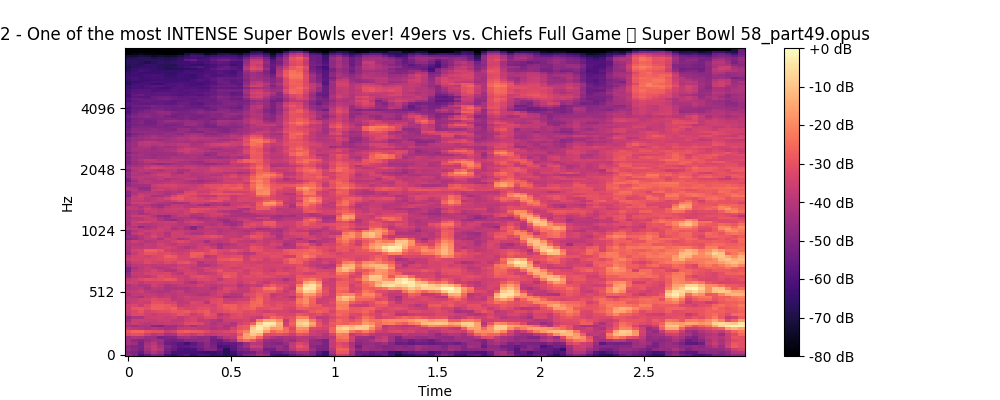 2 - One of the most INTENSE Super Bowls ever! 49ers vs. Chiefs Full Game  Super Bowl 58_part49.opus
+0 dB
-10 dB
-20 dB
-30 dB
-40 dB
-50 dB
-60 dB
-70 dB
-80 dB
4096
2048
1024
512
0
Hz
0
0.5
1
1.5
2
2.5
Time